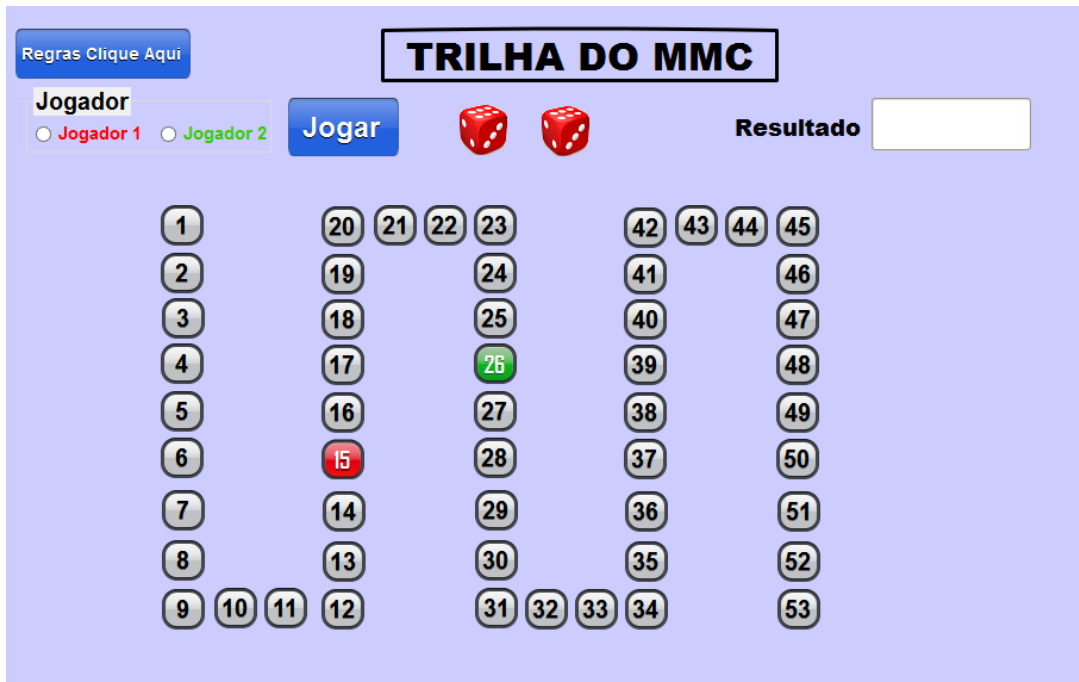 Regras Clique Aqui
TRILHA DO MMC
Jogador
Jogador 1 Jogador 2
Jogar
Resultado
1 20 21 22 23 42 43 44 45
2 19 24 41 46
3 18 25 40 47
4 17 26 39 48
5 16 27 38 49
6 15 28 37 50
7 14 29 36 51
8 13 30 35 52
9 10 11 12 31 32 33 34 53